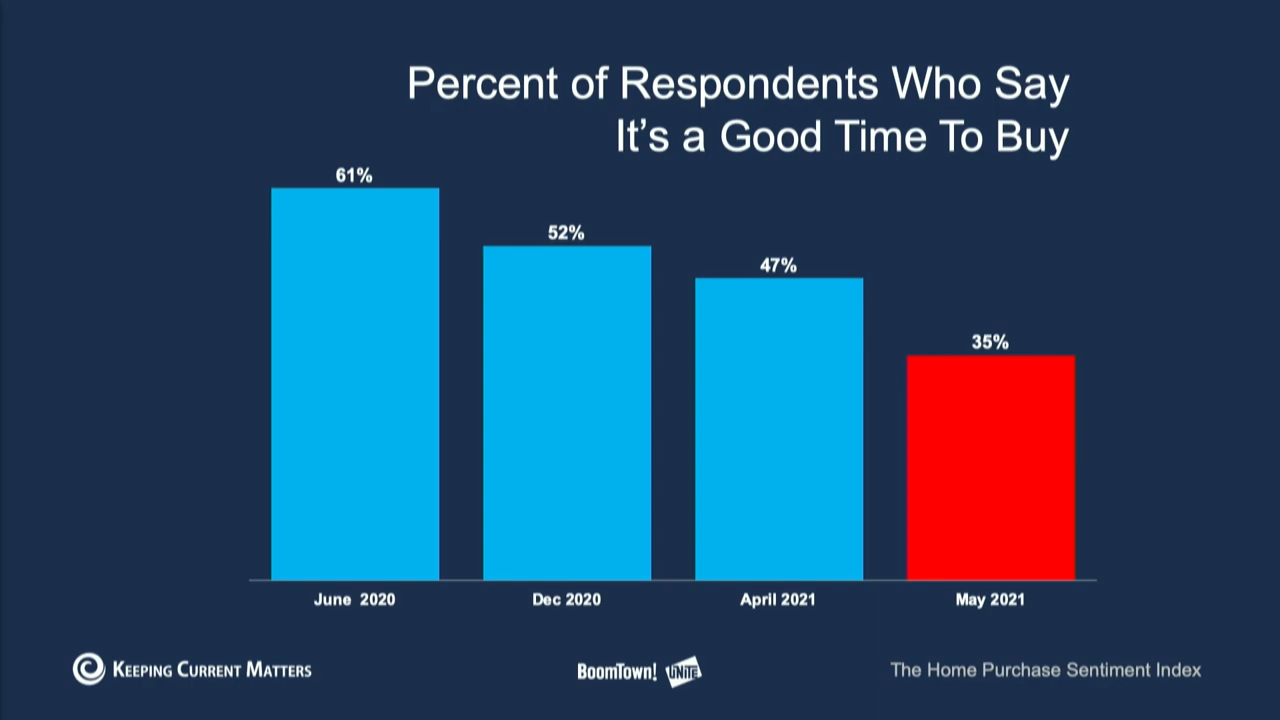 Percent of Respondents Who Say
It’s a Good Time To Buy
61%
52%
47%
35%
June 2020
Dec 2020
April 2021
May 2021
KEEPING CURRENT MATTERS
BoomTown! UNITE
The Home Purchase Sentiment Index